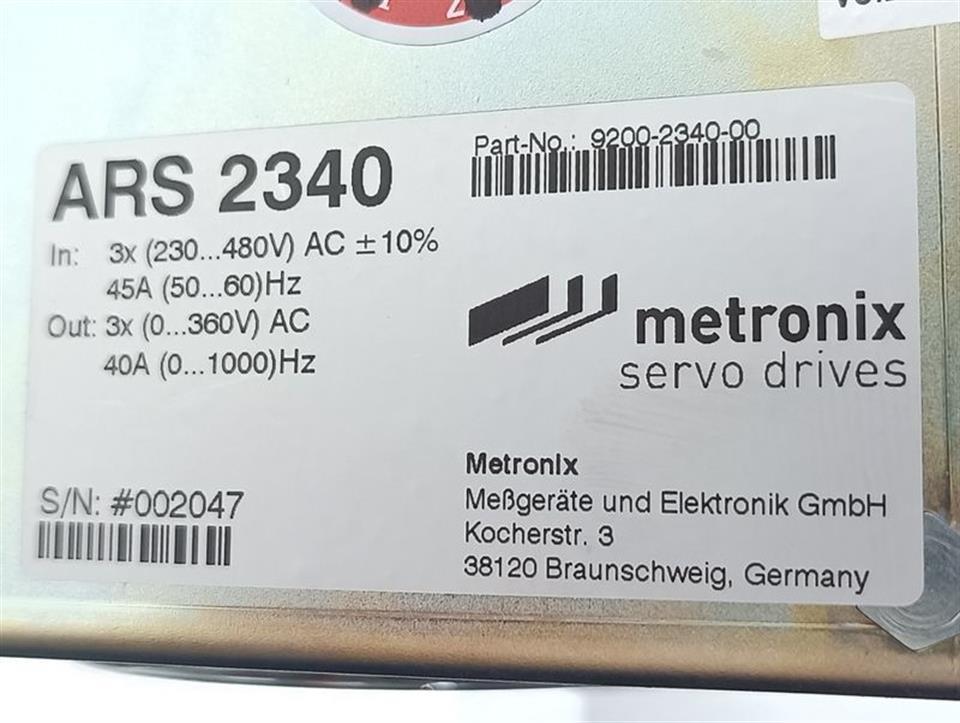 ARS 2340
In: 3x (230...480V) AC ±10%
45A (50...60)Hz
Out: 3x (0...360V) AC
40A (0...1000)Hz
S/N: #002047
Part-No.: 9200-2340-00
metronix
servo drives
Metronix
Meßgeräte und Elektronik GmbH
Kocherstr. 3
38120 Braunschweig, Germany